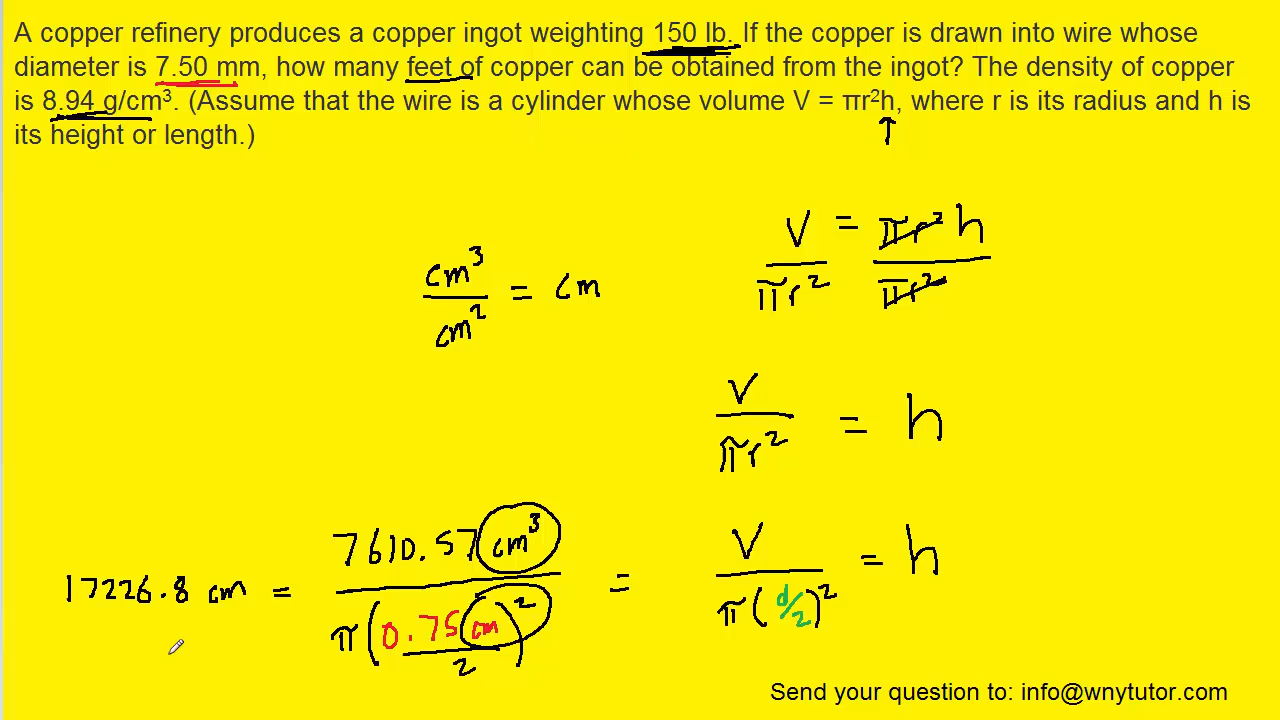 A copper refinery produces a copper ingot weighting 150 lb. If the copper is drawn into wire whose
diameter is 7.50 mm, how many feet of copper can be obtained from the ingot? The density of copper
is 8.94 g/cm³. (Assume that the wire is a cylinder whose volume V = πr²h, where r is its radius and h is
its height or length.)
V/πr² = πr²h/πr²
cm³/cm² = cm
V/πr² = h
17226.8 cm = 7610.57 cm³/π(0.75 cm/2)² = V/π(d/2)² = h
Send your question to: info@wnytutor.com